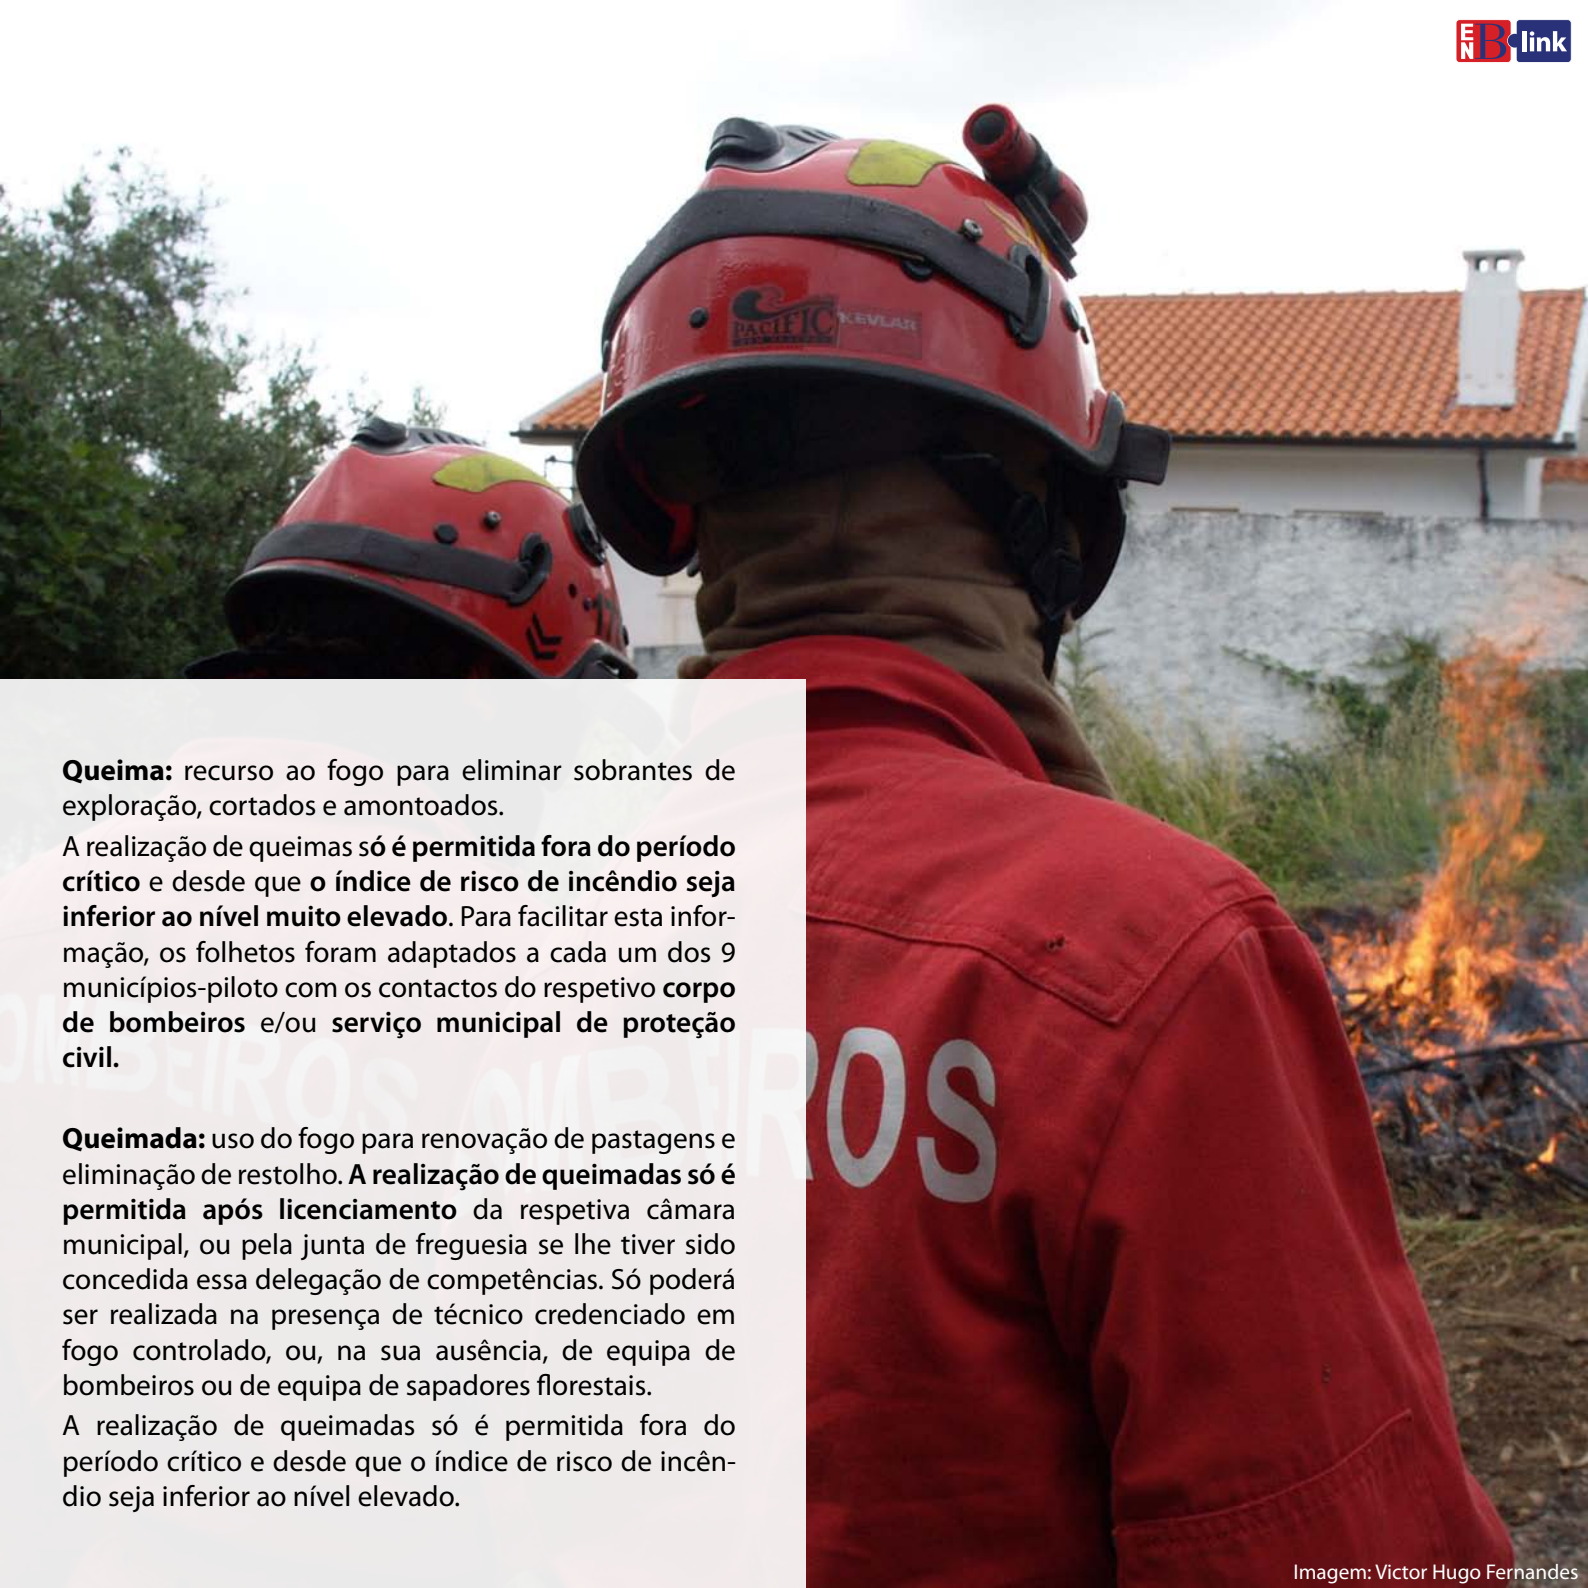 EN B link
PACIFIC
KEVLAR
Queima: recurso ao fogo para eliminar sobrantes de
exploração, cortados e amontoados.
A realização de queimas só é permitida fora do período
crítico e desde que o índice de risco de incêndio seja
inferior ao nível muito elevado. Para facilitar esta infor-
mação, os folhetos foram adaptados a cada um dos 9
municípios-piloto com os contactos do respetivo corpo
de bombeiros e/ou serviço municipal de proteção
civil.
Queimada: uso do fogo para renovação de pastagens e
eliminação de restolho. A realização de queimadas só é
permitida após licenciamento da respetiva câmara
municipal, ou pela junta de freguesia se lhe tiver sido
concedida essa delegação de competências. Só poderá
ser realizada na presença de técnico credenciado em
fogo controlado, ou, na sua ausência, de equipa de
bombeiros ou de equipa de sapadores florestais.
A realização de queimadas só é permitida fora do
período crítico e desde que o índice de risco de incên-
dio seja inferior ao nível elevado.
OMBEIROS
OMBEIROS
Imagem: Victor Hugo Fernandes